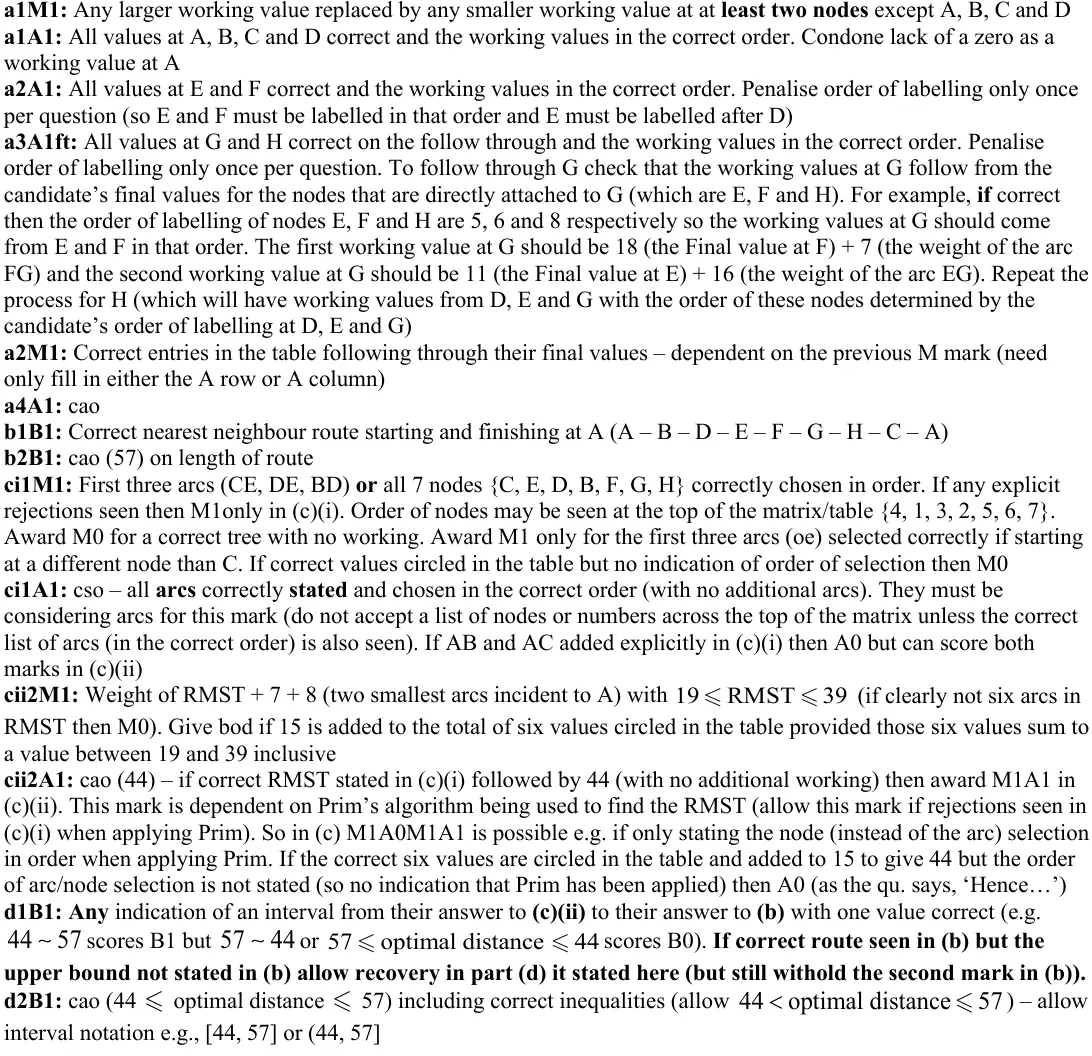 a1M1: Any larger working value replaced by any smaller working value at at least two nodes except A, B, C and D
a1A1: All values at A, B, C and D correct and the working values in the correct order. Condone lack of a zero as a
working value at A
a2A1: All values at E and F correct and the working values in the correct order. Penalise order of labelling only once
per question (so E and F must be labelled in that order and E must be labelled after D)
a3A1ft: All values at G and H correct on the follow through and the working values in the correct order. Penalise
order of labelling only once per question. To follow through G check that the working values at G follow from the
candidate’s final values for the nodes that are directly attached to G (which are E, F and H). For example, if correct
then the order of labelling of nodes E, F and H are 5, 6 and 8 respectively so the working values at G should come
from E and F in that order. The first working value at G should be 18 (the Final value at F) + 7 (the weight of the arc
FG) and the second working value at G should be 11 (the Final value at E) + 16 (the weight of the arc EG). Repeat the
process for H (which will have working values from D, E and G with the order of these nodes determined by the
candidate’s order of labelling at D, E and G)
a2M1: Correct entries in the table following through their final values – dependent on the previous M mark (need
only fill in either the A row or A column)
a4A1: cao
b1B1: Correct nearest neighbour route starting and finishing at A (A – B – D – E – F – G – H – C – A)
b2B1: cao (57) on length of route
ci1M1: First three arcs (CE, DE, BD) or all 7 nodes {C, E, D, B, F, G, H} correctly chosen in order. If any explicit
rejections seen then M1only in (c)(i). Order of nodes may be seen at the top of the matrix/table {4, 1, 3, 2, 5, 6, 7}.
Award M0 for a correct tree with no working. Award M1 only for the first three arcs (oe) selected correctly if starting
at a different node than C. If correct values circled in the table but no indication of order of selection then M0
ci1A1: cso – all arcs correctly stated and chosen in the correct order (with no additional arcs). They must be
considering arcs for this mark (do not accept a list of nodes or numbers across the top of the matrix unless the correct
list of arcs (in the correct order) is also seen). If AB and AC added explicitly in (c)(i) then A0 but can score both
marks in (c)(ii)
cii2M1: Weight of RMST + 7 + 8 (two smallest arcs incident to A) with 19 ⩽ RMST ⩽ 39 (if clearly not six arcs in
RMST then M0). Give bod if 15 is added to the total of six values circled in the table provided those six values sum to
a value between 19 and 39 inclusive
cii2A1: cao (44) – if correct RMST stated in (c)(i) followed by 44 (with no additional working) then award M1A1 in
(c)(ii). This mark is dependent on Prim’s algorithm being used to find the RMST (allow this mark if rejections seen in
(c)(i) when applying Prim). So in (c) M1A0M1A1 is possible e.g. if only stating the node (instead of the arc) selection
in order when applying Prim. If the correct six values are circled in the table and added to 15 to give 44 but the order
of arc/node selection is not stated (so no indication that Prim has been applied) then A0 (as the qu. says, ‘Hence…’)
d1B1: Any indication of an interval from their answer to (c)(ii) to their answer to (b) with one value correct (e.g.
44 ~ 57 scores B1 but 57 ~ 44 or 57 ⩽ optimal distance ⩽ 44 scores B0). If correct route seen in (b) but the
upper bound not stated in (b) allow recovery in part (d) it stated here (but still withold the second mark in (b)).
d2B1: cao (44 ⩽ optimal distance ⩽ 57) including correct inequalities (allow 44 < optimal distance ⩽ 57) – allow
interval notation e.g., [44, 57] or (44, 57]